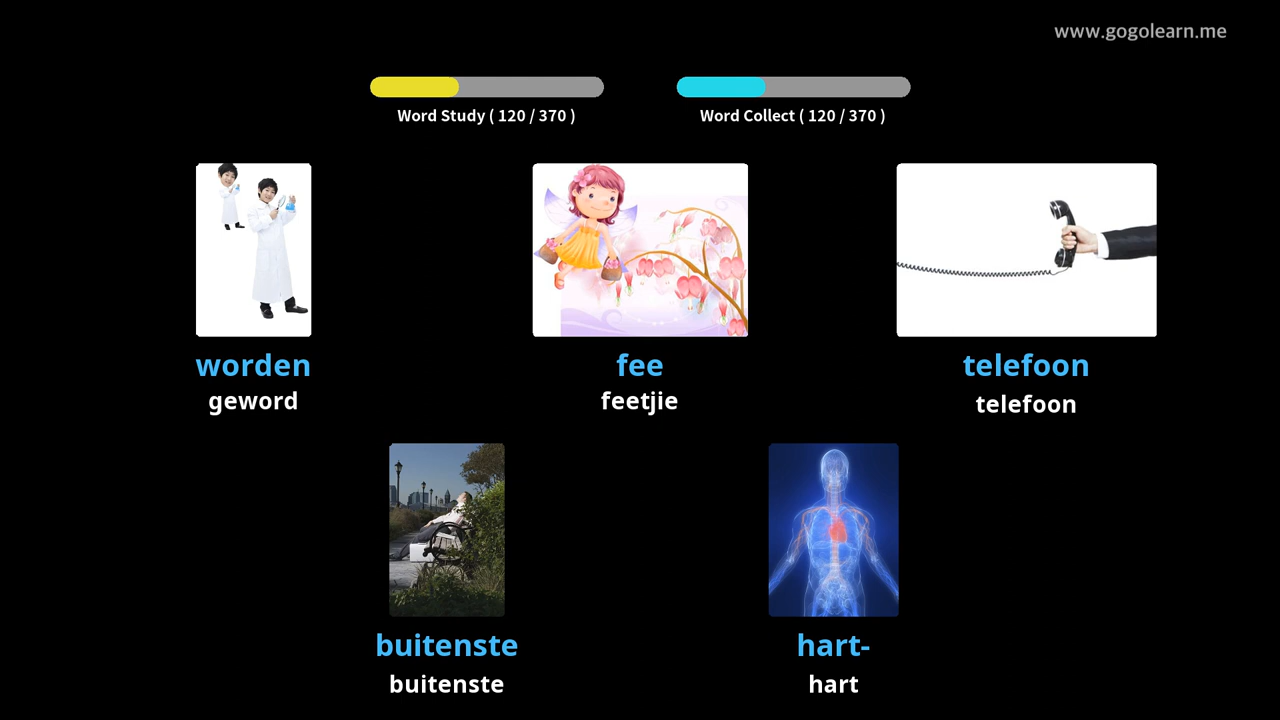 www.gogolearn.me
Word Study ( 120 / 370 )
Word Collect ( 120 / 370 )
worden
geword
fee
feetjie
telefoon
telefoon
buitenste
buitenste
hart-
hart